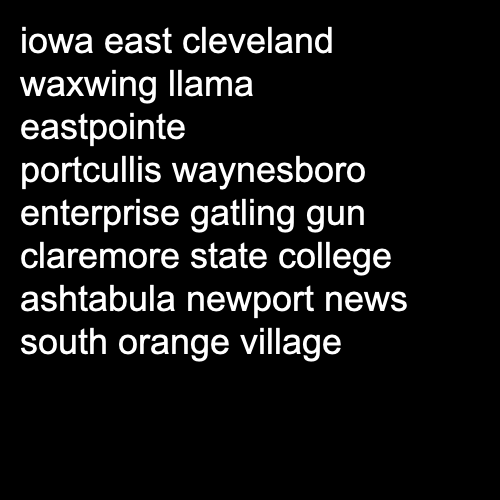 iowa east cleveland
waxwing llama
eastpointe
portcullis waynesboro
enterprise gatling gun
claremore state college
ashtabula newport news
south orange village